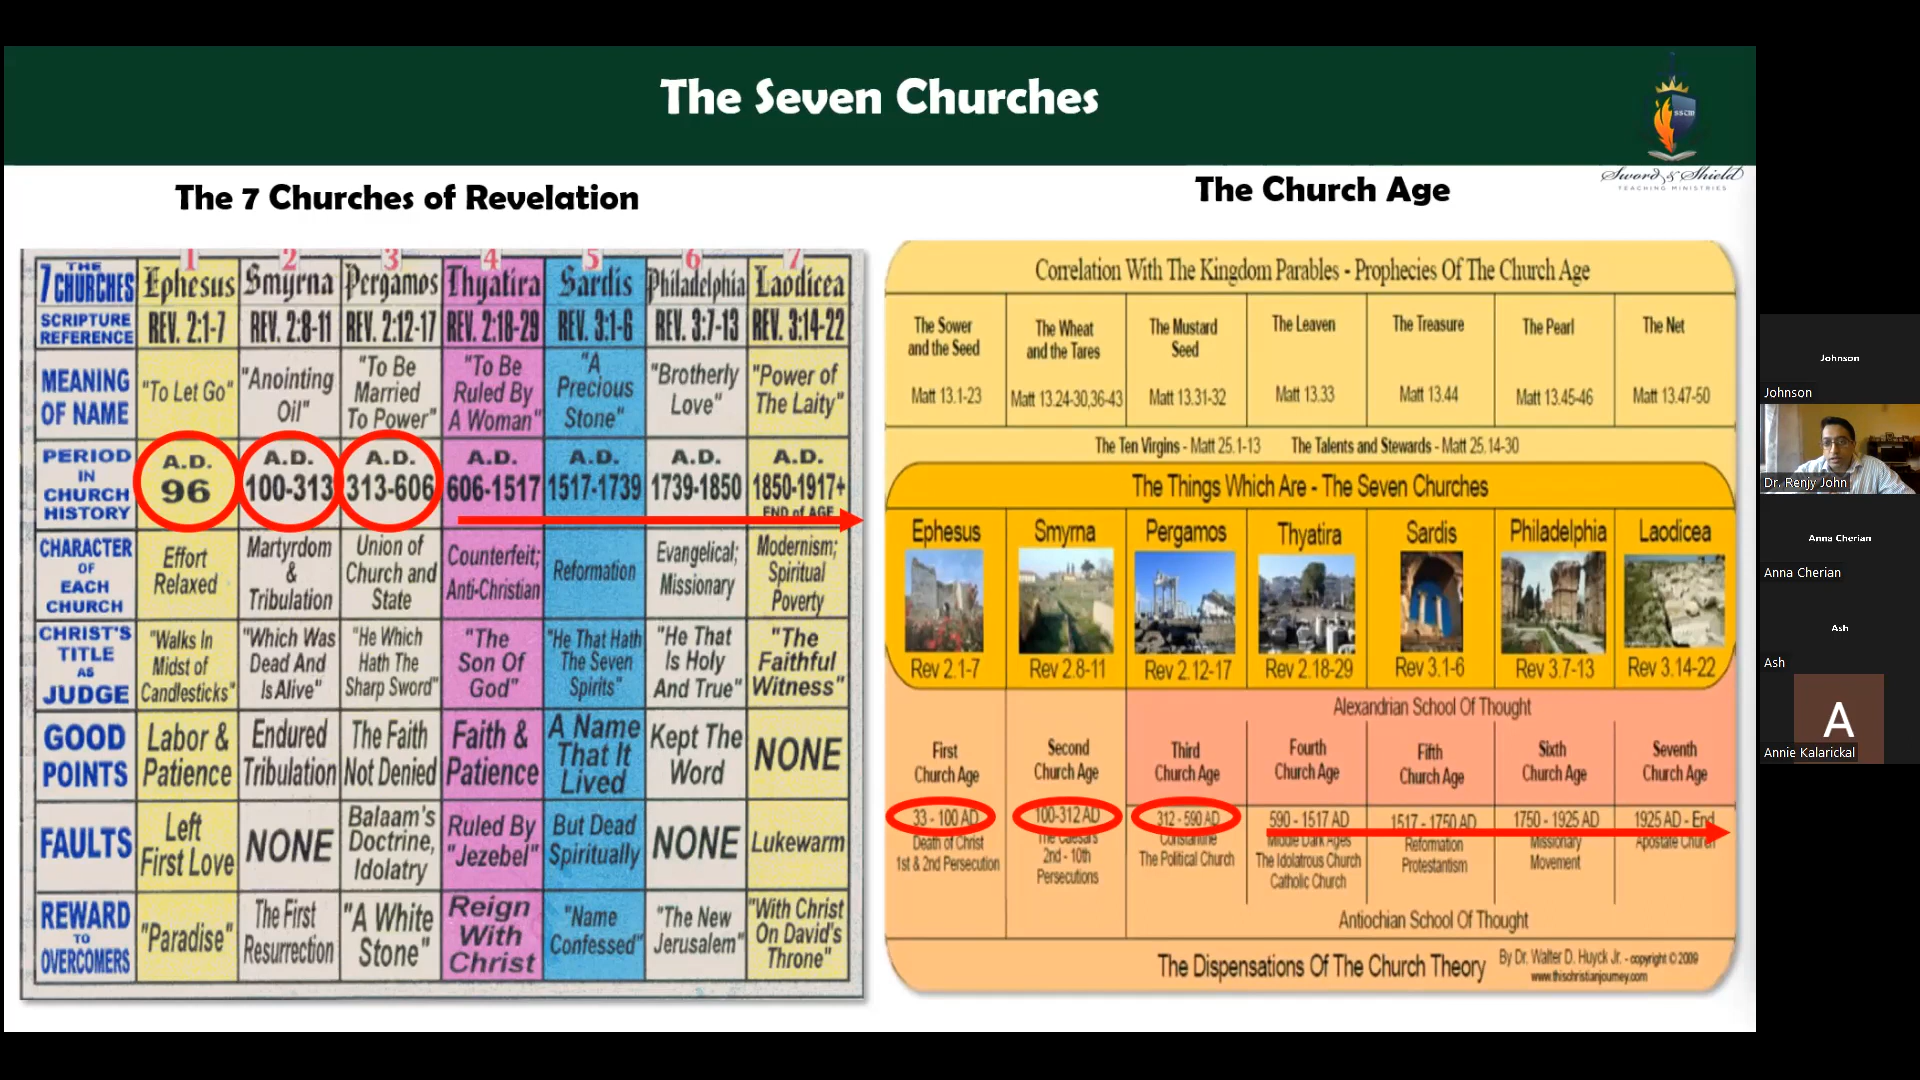 The Seven Churches
SSTM
Sword & Shield
TEACHING MINISTRIES
The 7 Churches of Revelation
The Church Age
1 2 3 4 5 6 7
THE
7 CHURCHES
Ephesus
Smyrna
Pergamos
Thyatira
Sardis
Philadelphia
Laodicea
SCRIPTURE
REFERENCE
REV. 2:1-7
REV. 2:8-11
REV. 2:12-17
REV. 2:18-29
REV. 3:1-6
REV. 3:7-13
REV. 3:14-22
MEANING
OF NAME
"To Let Go"
"Anointing
Oil"
"To Be
Married
To Power"
"To Be
Ruled By
A Woman"
"A
Precious
Stone"
"Brotherly
Love"
"Power of
The Laity"
PERIOD
IN
CHURCH
HISTORY
A.D.
96
A.D.
100-313
A.D.
313-606
A.D.
606-1517
A.D.
1517-1739
A.D.
1739-1850
A.D.
1850-1917+
END of AGE
CHARACTER
OF
EACH
CHURCH
Effort
Relaxed
Martyrdom
&
Tribulation
Union of
Church and
State
Counterfeit;
Anti-Christian
Reformation
Evangelical;
Missionary
Modernism;
Spiritual
Poverty
CHRIST'S
TITLE
AS
JUDGE
"Walks In
Midst of
Candlesticks"
"Which Was
Dead And
Is Alive"
"He Which
Hath The
Sharp Sword"
"The
Son Of
God"
"He That Hath
The Seven
Spirits"
"He That
Is Holy
And True"
"The
Faithful
Witness"
GOOD
POINTS
Labor &
Patience
Endured
Tribulation
The Faith
Not Denied
Faith &
Patience
A Name
That It
Lived
Kept The
Word
NONE
FAULTS
Left
First Love
NONE
Balaam's
Doctrine,
Idolatry
Ruled By
"Jezebel"
But Dead
Spiritually
NONE
Lukewarm
REWARD
TO
OVERCOMERS
"Paradise"
The First
Resurrection
"A White
Stone"
Reign
With
Christ
"Name
Confessed"
"The New
Jerusalem"
"With Christ
On David's
Throne"
Correlation With The Kingdom Parables - Prophecies Of The Church Age
The Sower
and the Seed
Matt 13.1-23
The Wheat
and the Tares
Matt 13.24-30,36-43
The Mustard
Seed
Matt 13.31-32
The Leaven
Matt 13.33
The Treasure
Matt 13.44
The Pearl
Matt 13.45-46
The Net
Matt 13.47-50
The Ten Virgins - Matt 25.1-13
The Talents and Stewards - Matt 25.14-30
The Things Which Are - The Seven Churches
Ephesus
Smyrna
Pergamos
Thyatira
Sardis
Philadelphia
Laodicea
Rev 2.1-7
Rev 2.8-11
Rev 2.12-17
Rev 2.18-29
Rev 3.1-6
Rev 3.7-13
Rev 3.14-22
Alexandrian School Of Thought
First
Church Age
Second
Church Age
Third
Church Age
Fourth
Church Age
Fifth
Church Age
Sixth
Church Age
Seventh
Church Age
33 - 100 AD
Death of Christ
1st & 2nd Persecution
100-312 AD
The Caesars
2nd - 10th
Persecutions
312 - 590 AD
Constantine
The Political Church
590 - 1517 AD
Middle Dark Ages
The Idolatrous Church
Catholic Church
1517 - 1750 AD
Reformation
Protestantism
1750 - 1925 AD
Missionary
Movement
1925 AD - End
Apostate Church
Antiochian School Of Thought
The Dispensations Of The Church Theory
By Dr. Walter D. Huyck Jr. - copyright © 2009
www.thischristianjourney.com
Johnson
Johnson
Dr. Renjy John
Anna Cherian
Anna Cherian
Ash
Ash
A
Annie Kalarickal